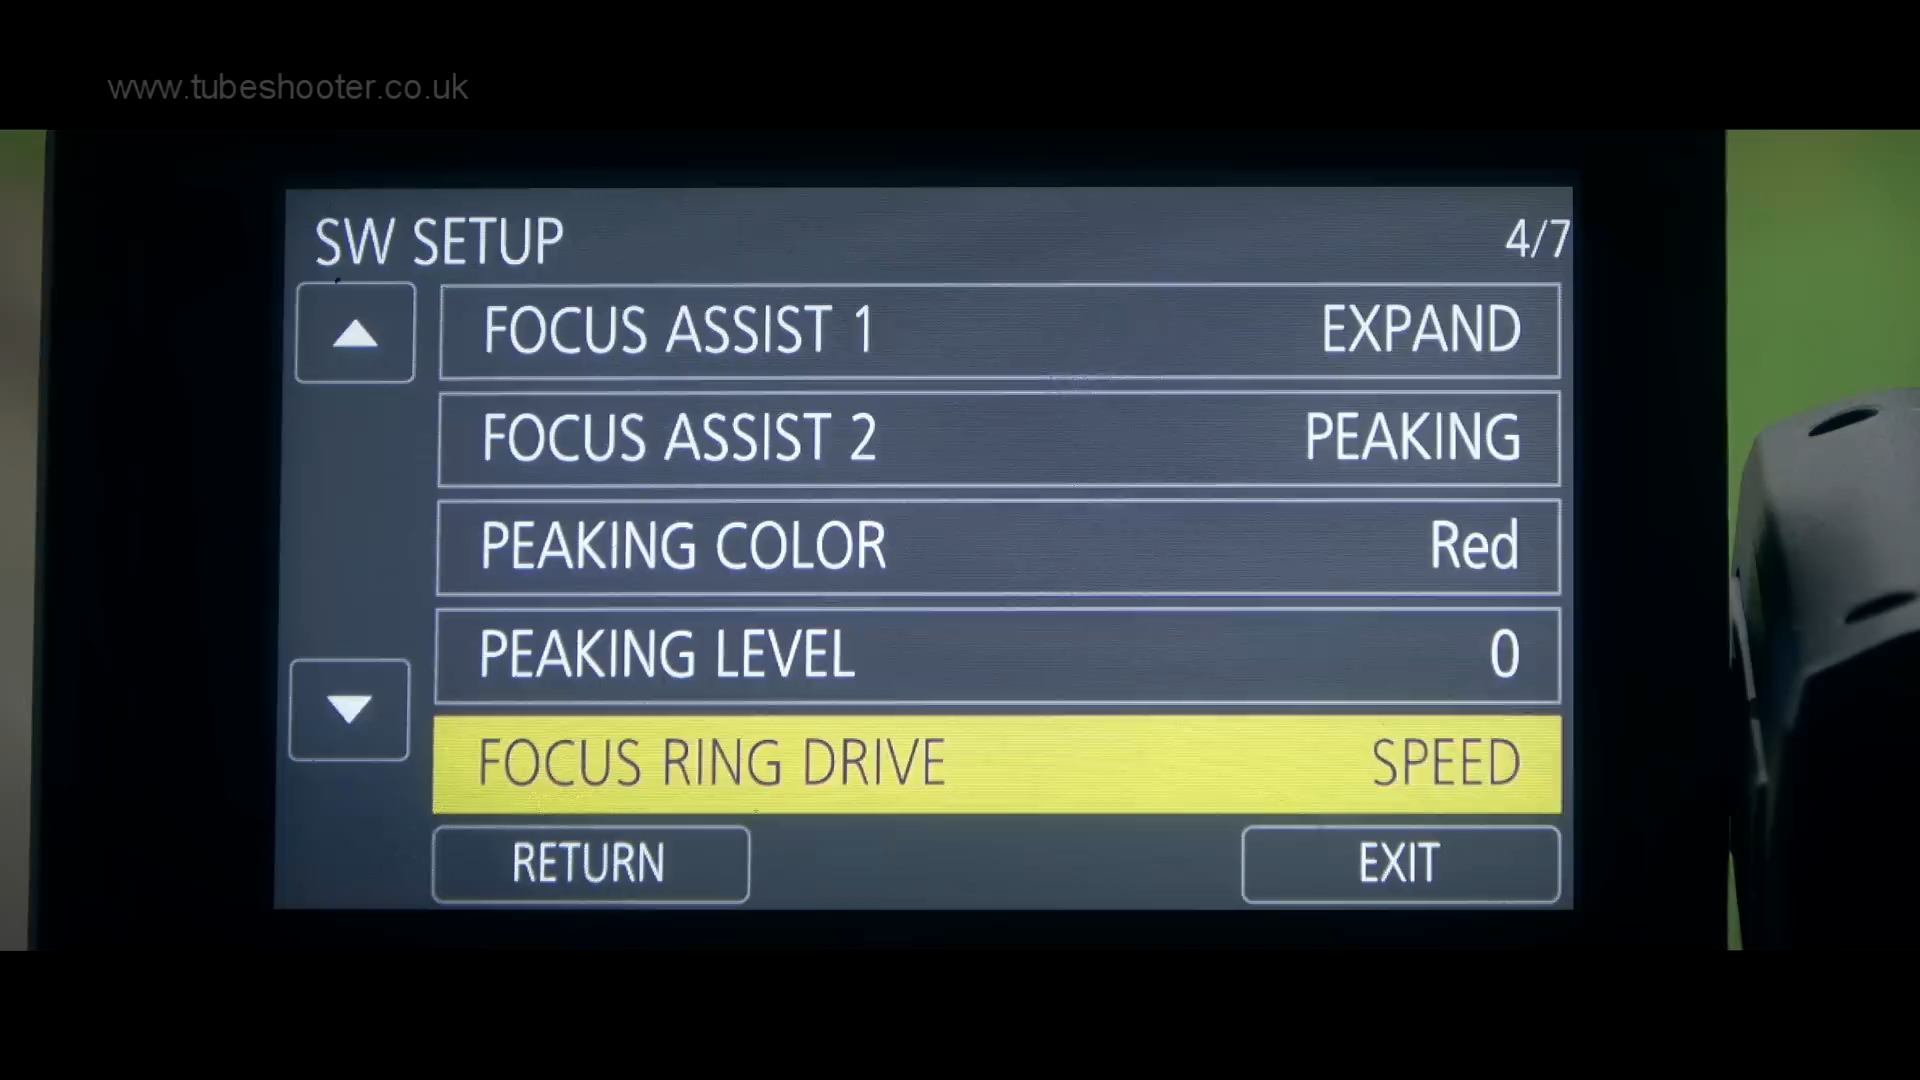 www.tubeshooter.co.uk
SW SETUP 4/7
FOCUS ASSIST 1 EXPAND
FOCUS ASSIST 2 PEAKING
PEAKING COLOR Red
PEAKING LEVEL 0
FOCUS RING DRIVE SPEED
RETURN EXIT